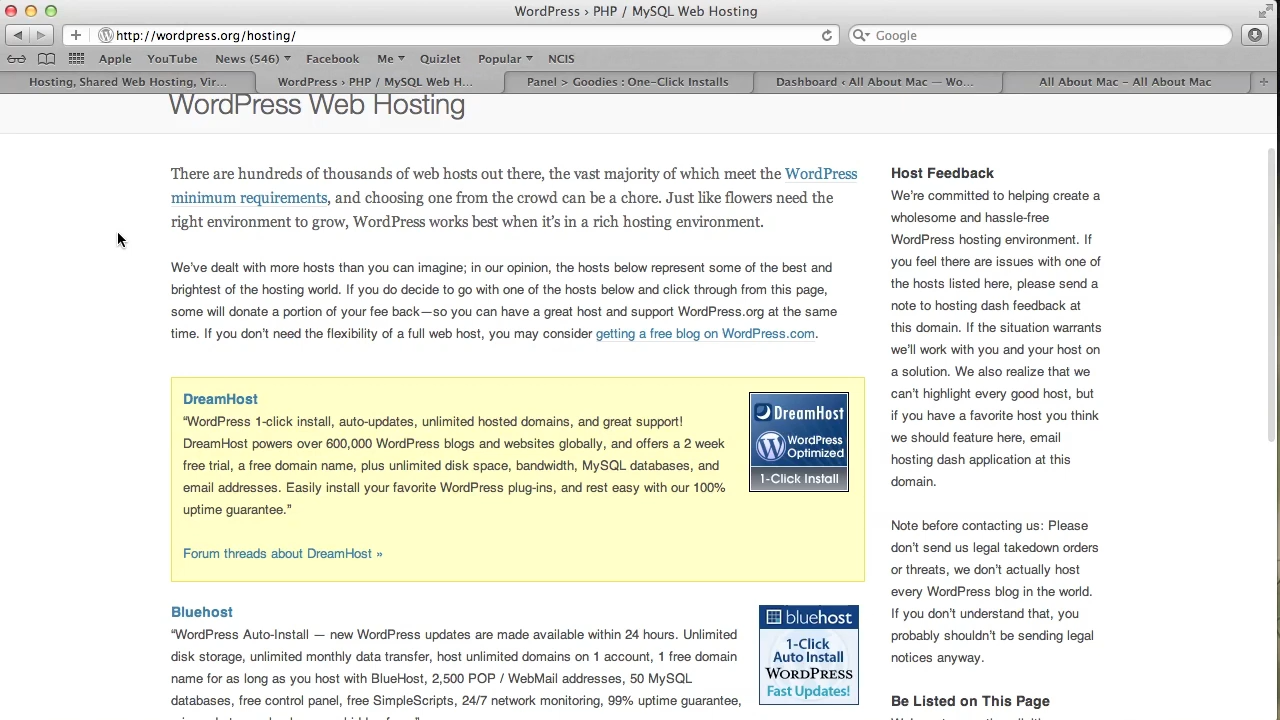 WordPress › PHP / MySQL Web Hosting
http://wordpress.org/hosting/
Google
Apple YouTube News (546) Facebook Me Quizlet Popular NCIS
Hosting, Shared Web Hosting, Vir... WordPress › PHP / MySQL Web H... Panel > Goodies : One-Click Installs Dashboard ‹ All About Mac — Wo... All About Mac – All About Mac
WordPress Web Hosting
There are hundreds of thousands of web hosts out there, the vast majority of which meet the WordPress
minimum requirements, and choosing one from the crowd can be a chore. Just like flowers need the
right environment to grow, WordPress works best when it's in a rich hosting environment.
We've dealt with more hosts than you can imagine; in our opinion, the hosts below represent some of the best and
brightest of the hosting world. If you do decide to go with one of the hosts below and click through from this page,
some will donate a portion of your fee back—so you can have a great host and support WordPress.org at the same
time. If you don't need the flexibility of a full web host, you may consider getting a free blog on WordPress.com.
DreamHost
“WordPress 1-click install, auto-updates, unlimited hosted domains, and great support!
DreamHost powers over 600,000 WordPress blogs and websites globally, and offers a 2 week
free trial, a free domain name, plus unlimited disk space, bandwidth, MySQL databases, and
email addresses. Easily install your favorite WordPress plug-ins, and rest easy with our 100%
uptime guarantee.”
Forum threads about DreamHost »
DreamHost
WordPress
Optimized
1-Click Install
Bluehost
“WordPress Auto-Install — new WordPress updates are made available within 24 hours. Unlimited
disk storage, unlimited monthly data transfer, host unlimited domains on 1 account, 1 free domain
name for as long as you host with BlueHost, 2,500 POP / WebMail addresses, 50 MySQL
databases, free control panel, free SimpleScripts, 24/7 network monitoring, 99% uptime guarantee,
bluehost
1-Click
Auto Install
WORDPRESS
Fast Updates!
Host Feedback
We're committed to helping create a
wholesome and hassle-free
WordPress hosting environment. If
you feel there are issues with one of
the hosts listed here, please send a
note to hosting dash feedback at
this domain. If the situation warrants
we'll work with you and your host on
a solution. We also realize that we
can't highlight every good host, but
if you have a favorite host you think
we should feature here, email
hosting dash application at this
domain.
Note before contacting us: Please
don't send us legal takedown orders
or threats, we don't actually host
every WordPress blog in the world.
If you don't understand that, you
probably shouldn't be sending legal
notices anyway.
Be Listed on This Page